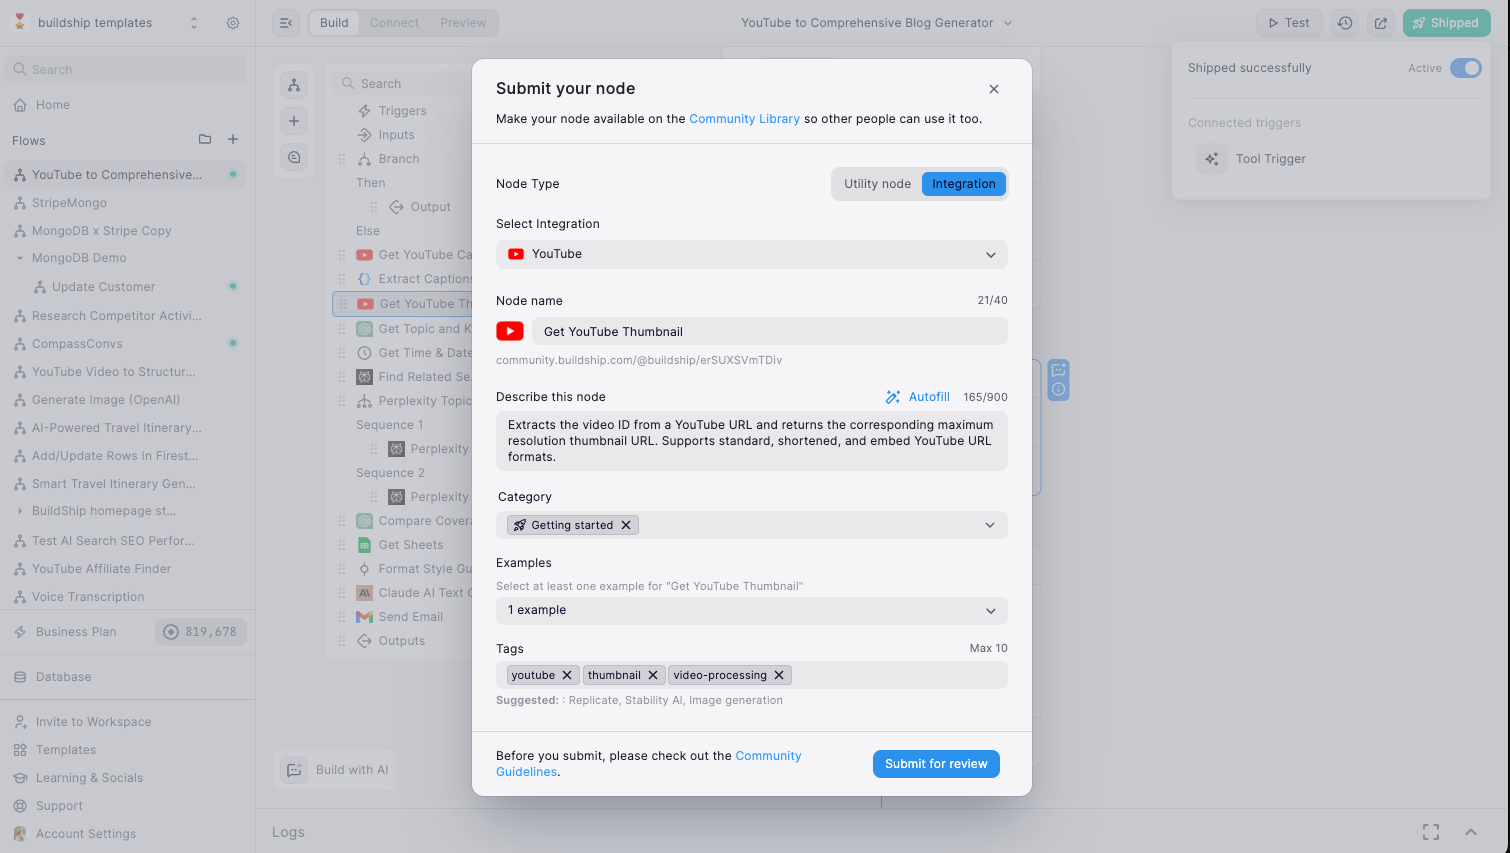 buildship templates
Build
Connect
Preview
YouTube to Comprehensive Blog Generator
Test
Shipped
Search
Home
Flows
YouTube to Comprehensive...
StripeMongo
MongoDB x Stripe Copy
MongoDB Demo
Update Customer
Research Competitor Activi...
CompassConvs
YouTube Video to Structur...
Generate Image (OpenAI)
AI-Powered Travel Itinerary...
Add/Update Rows In Firest...
Smart Travel Itinerary Gen...
BuildShip homepage st...
Test AI Search SEO Perfor...
YouTube Affiliate Finder
Voice Transcription
Business Plan
819,678
Database
Invite to Workspace
Templates
Learning & Socials
Support
Account Settings
Search
Triggers
Inputs
Branch
Then
Output
Else
Get YouTube Ca
Extract Captions
Get YouTube Th
Get Topic and K
Get Time & Date
Find Related Se
Perplexity Topic
Sequence 1
Perplexity
Sequence 2
Perplexity
Compare Covera
Get Sheets
Format Style Gu
Claude AI Text C
Send Email
Outputs
Build with AI
Logs
Submit your node
Make your node available on the Community Library so other people can use it too.
Node Type
Utility node
Integration
Select Integration
YouTube
Node name
21/40
Get YouTube Thumbnail
community.buildship.com/@buildship/erSUXSVmTDiv
Describe this node
Autofill
165/900
Extracts the video ID from a YouTube URL and returns the corresponding maximum
resolution thumbnail URL. Supports standard, shortened, and embed YouTube URL
formats.
Category
Getting started
Examples
Select at least one example for "Get YouTube Thumbnail"
1 example
Tags
Max 10
youtube
thumbnail
video-processing
Suggested: : Replicate, Stability AI, Image generation
Before you submit, please check out the Community
Guidelines.
Submit for review
Shipped successfully
Active
Connected triggers
Tool Trigger